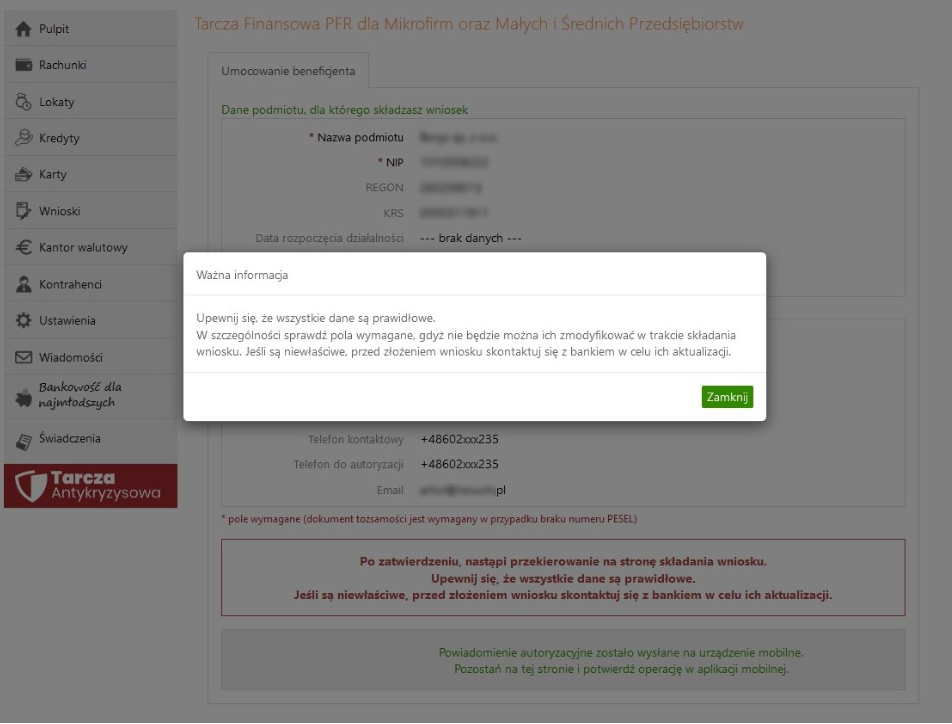 Pulpit
Rachunki
Lokaty
Kredyty
Karty
Wnioski
Kantor walutowy
Kontrahenci
Ustawienia
Wiadomości
Bankowość dla
najmłodszych
Świadczenia
Tarcza
Antykryzysowa
Tarcza Finansowa PFR dla Mikrofirm oraz Małych i Średnich Przedsiębiorstw
Umocowanie beneficjenta
Dane podmiotu, dla którego składzasz wniosek
* Nazwa podmiotu
* NIP
REGON
KRS
Data rozpoczęcia działalności --- brak danych ---
Ważna informacja
Upewnij się, że wszystkie dane są prawidłowe.
W szczególności sprawdź pola wymagane, gdyż nie będzie można ich zmodyfikować w trakcie składania
wniosku. Jeśli są niewłaściwe, przed złożeniem wniosku skontaktuj się z bankiem w celu ich aktualizacji.
Zamknij
Telefon kontaktowy +48602xxx235
Telefon do autoryzacji +48602xxx235
Email pl
* pole wymagane (dokument tożsamości jest wymagany w przypadku braku numeru PESEL)
Po zatwierdzeniu, nastąpi przekierowanie na stronę składania wniosku.
Upewnij się, że wszystkie dane są prawidłowe.
Jeśli są niewłaściwe, przed złożeniem wniosku skontaktuj się z bankiem w celu ich aktualizacji.
Powiadomienie autoryzacyjne zostało wysłane na urządzenie mobilne.
Pozostań na tej stronie i potwierdź operację w aplikacji mobilnej.